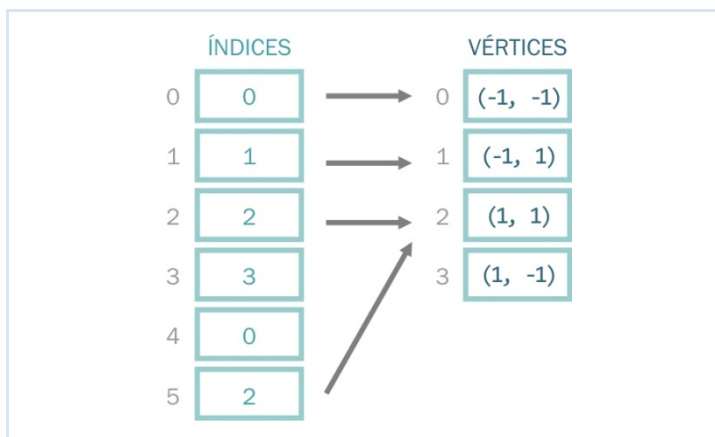 ÍNDICES VÉRTICES
0 0 0 (-1, -1)
1 1 1 (-1, 1)
2 2 2 (1, 1)
3 3 3 (1, -1)
4 0
5 2